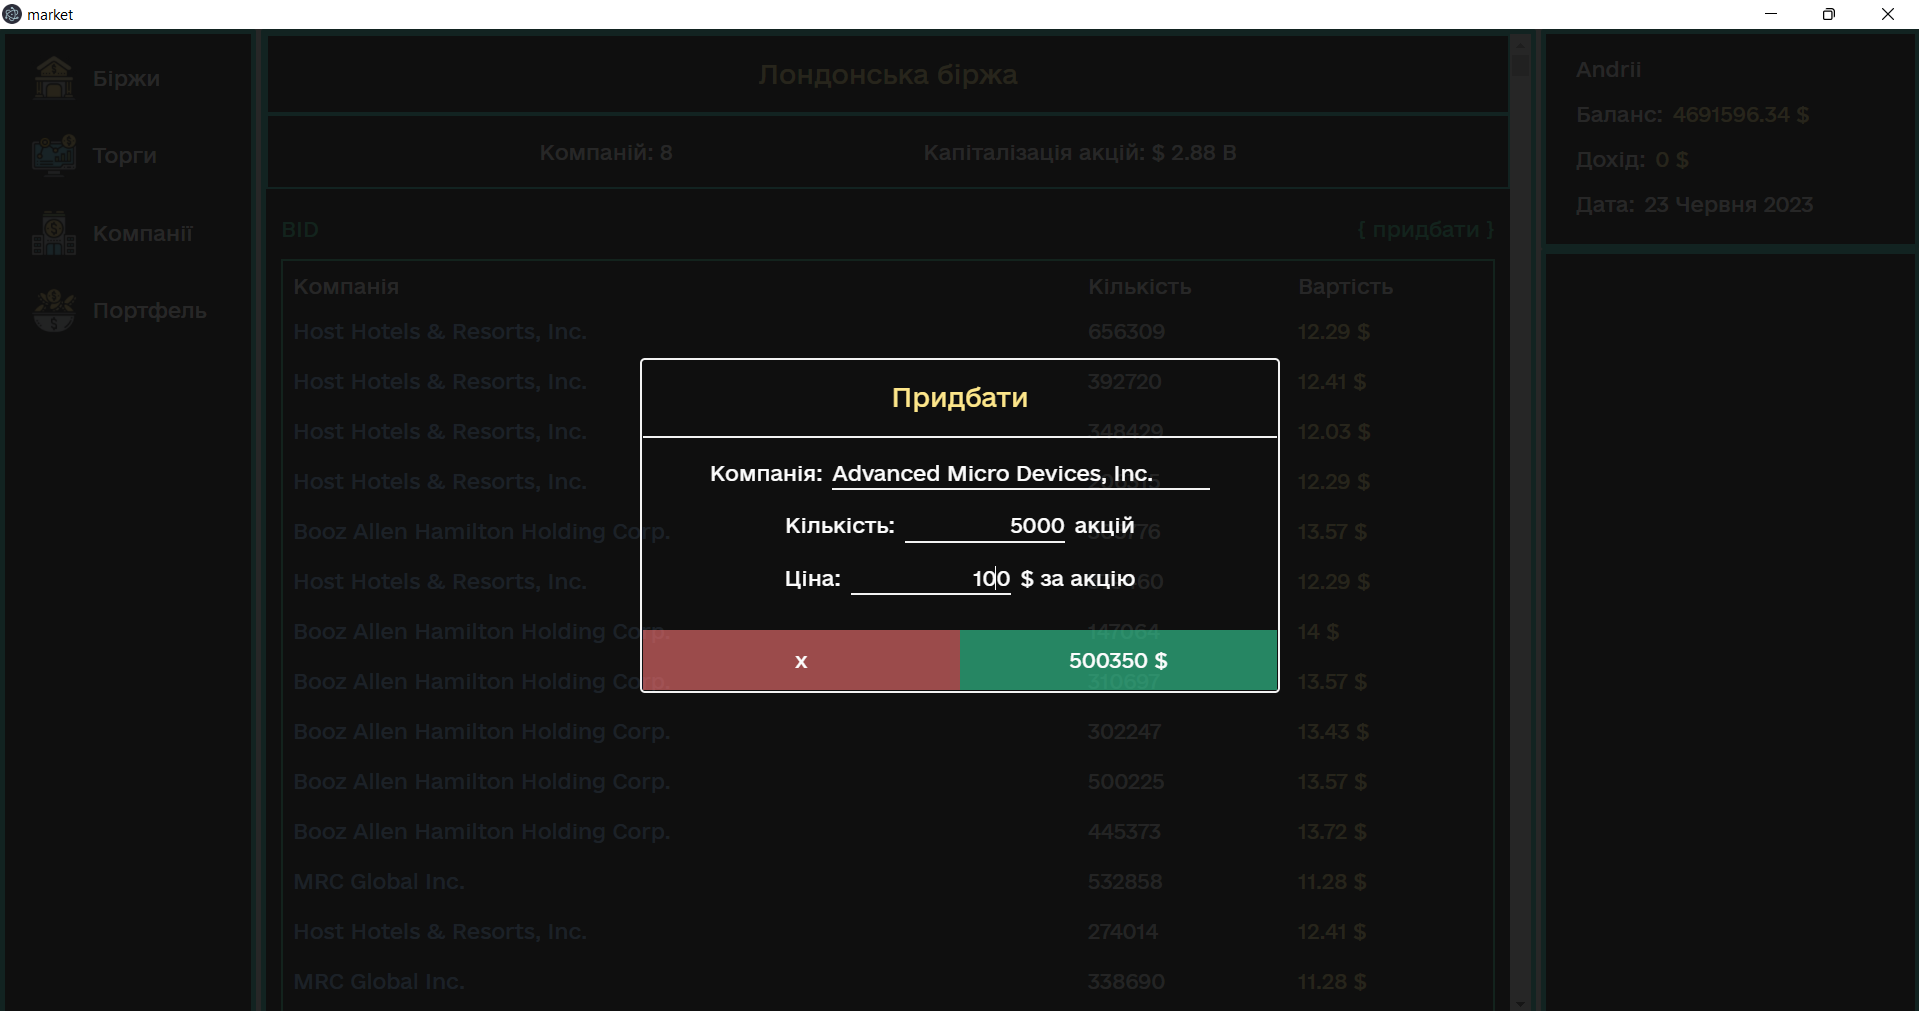 market
Біржи
Торги
Компанії
Портфель
Лондонська біржа
Компаній: 8 Капіталізація акцій: $ 2.88 B
BID { придбати }
Компанія Кількість Вартість
Host Hotels & Resorts, Inc. 656309 12.29 $
Host Hotels & Resorts, Inc. 392720 12.41 $
Host Hotels & Resorts, Inc. 348429 12.03 $
Host Hotels & Resorts, Inc. 12.29 $
Booz Allen Hamilton Holding Corp. 13.57 $
Host Hotels & Resorts, Inc. 12.29 $
Booz Allen Hamilton Holding Corp. 147064 14 $
Booz Allen Hamilton Holding Corp. 310697 13.57 $
Booz Allen Hamilton Holding Corp. 302247 13.43 $
Booz Allen Hamilton Holding Corp. 500225 13.57 $
Booz Allen Hamilton Holding Corp. 445373 13.72 $
MRC Global Inc. 532858 11.28 $
Host Hotels & Resorts, Inc. 274014 12.41 $
MRC Global Inc. 338690 11.28 $
Придбати
Компанія: Advanced Micro Devices, Inc.
Кількість: 5000 акцій
Ціна: 100 $ за акцію
x 500350 $
Andrii
Баланс: 4691596.34 $
Дохід: 0 $
Дата: 23 Червня 2023